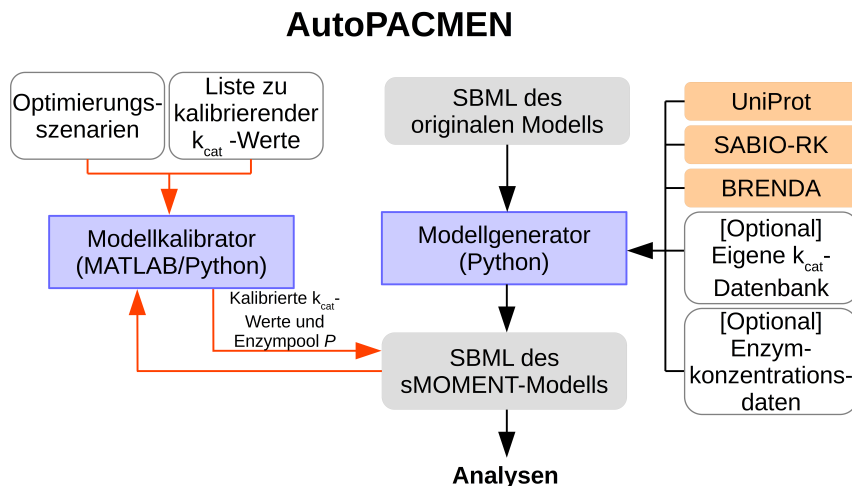 AutoPACMEN
Optimierungs-
szenarien
Liste zu
kalibrierender
kcat -Werte
SBML des
originalen Modells
UniProt
SABIO-RK
BRENDA
[Optional]
Eigene kcat-
Datenbank
[Optional]
Enzym-
konzentrations-
daten
Modellkalibrator
(MATLAB/Python)
Modellgenerator
(Python)
Kalibrierte kcat-
Werte und
Enzympool P
SBML des
sMOMENT-Modells
Analysen